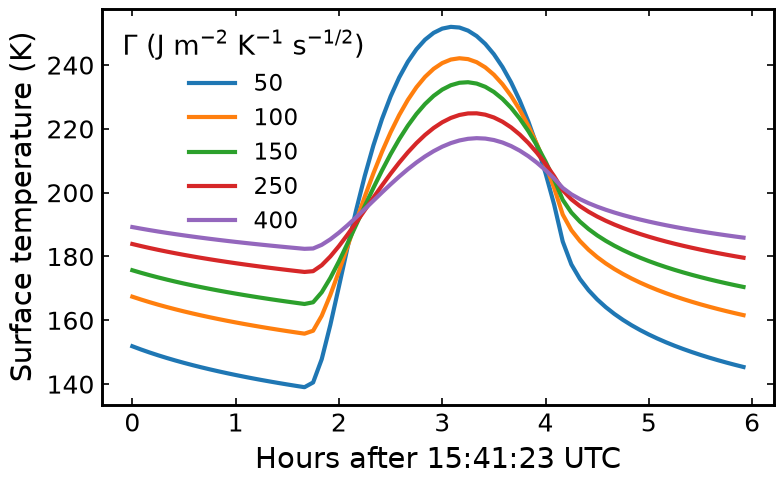 Γ (J m⁻² K⁻¹ s⁻¹/²)
50
100
150
250
400
Surface temperature (K)
240
220
200
180
160
140
0 1 2 3 4 5 6
Hours after 15:41:23 UTC